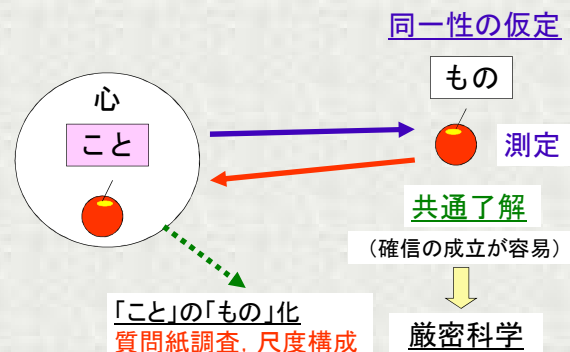 同一性の仮定
もの
心
こと
測定
共通了解
（確信の成立が容易）
「こと」の「もの」化
質問紙調査，尺度構成
厳密科学